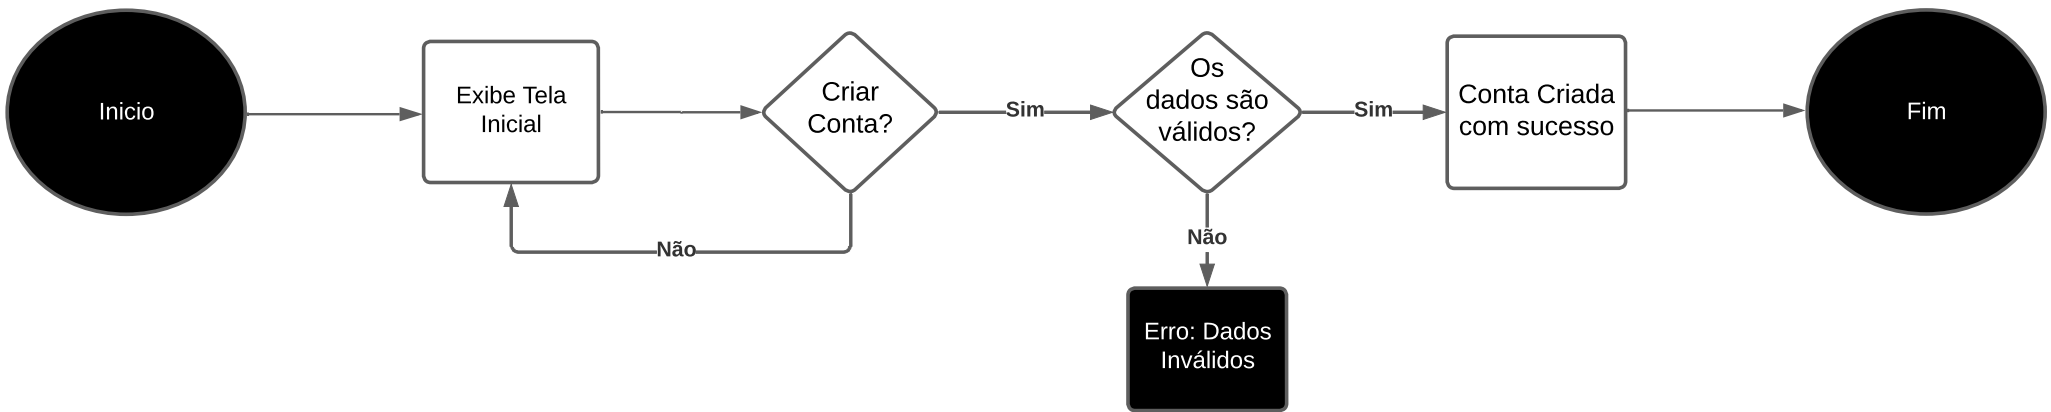 Inicio
Exibe Tela
Inicial
Criar
Conta?
Sim
Os
dados são
válidos?
Sim
Conta Criada
com sucesso
Fim
Não
Não
Erro: Dados
Inválidos